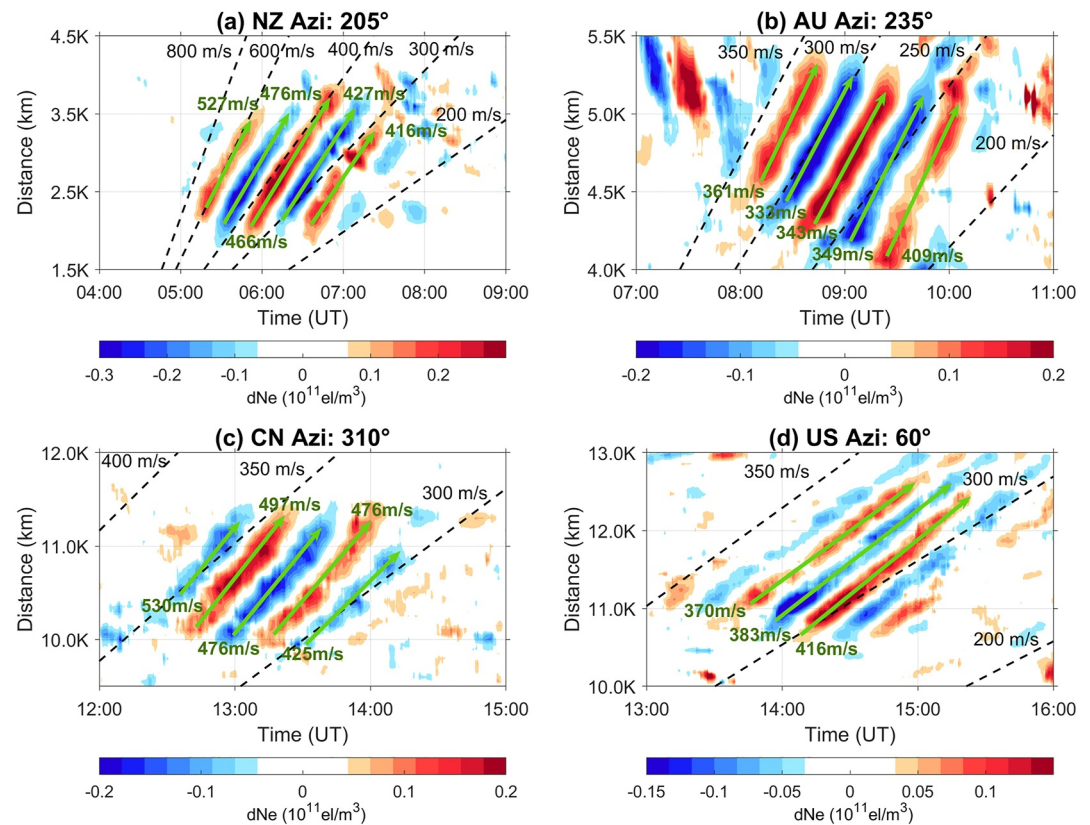 (a) NZ Azi: 205°
4.5K
3.5K
2.5K
1.5K
Distance (km)
800 m/s
600 m/s
400 m/s
300 m/s
200 m/s
527m/s
476m/s
427m/s
416m/s
466m/s
04:00
05:00
06:00
07:00
08:00
09:00
Time (UT)
-0.3
-0.2
-0.1
0
0.1
0.2
dNe (10¹¹el/m³)
(b) AU Azi: 235°
5.5K
5.0K
4.5K
4.0K
Distance (km)
350 m/s
300 m/s
250 m/s
200 m/s
361m/s
333m/s
343m/s
349m/s
409m/s
07:00
08:00
09:00
10:00
11:00
Time (UT)
-0.2
-0.1
0
0.1
0.2
dNe (10¹¹el/m³)
(c) CN Azi: 310°
12.0K
11.0K
10.0K
Distance (km)
400 m/s
350 m/s
300 m/s
497m/s
476m/s
530m/s
476m/s
425m/s
12:00
13:00
14:00
15:00
Time (UT)
-0.2
-0.1
0
0.1
0.2
dNe (10¹¹el/m³)
(d) US Azi: 60°
13.0K
12.0K
11.0K
10.0K
Distance (km)
350 m/s
300 m/s
200 m/s
370m/s
383m/s
416m/s
13:00
14:00
15:00
16:00
Time (UT)
-0.15
-0.1
-0.05
0
0.05
0.1
dNe (10¹¹el/m³)